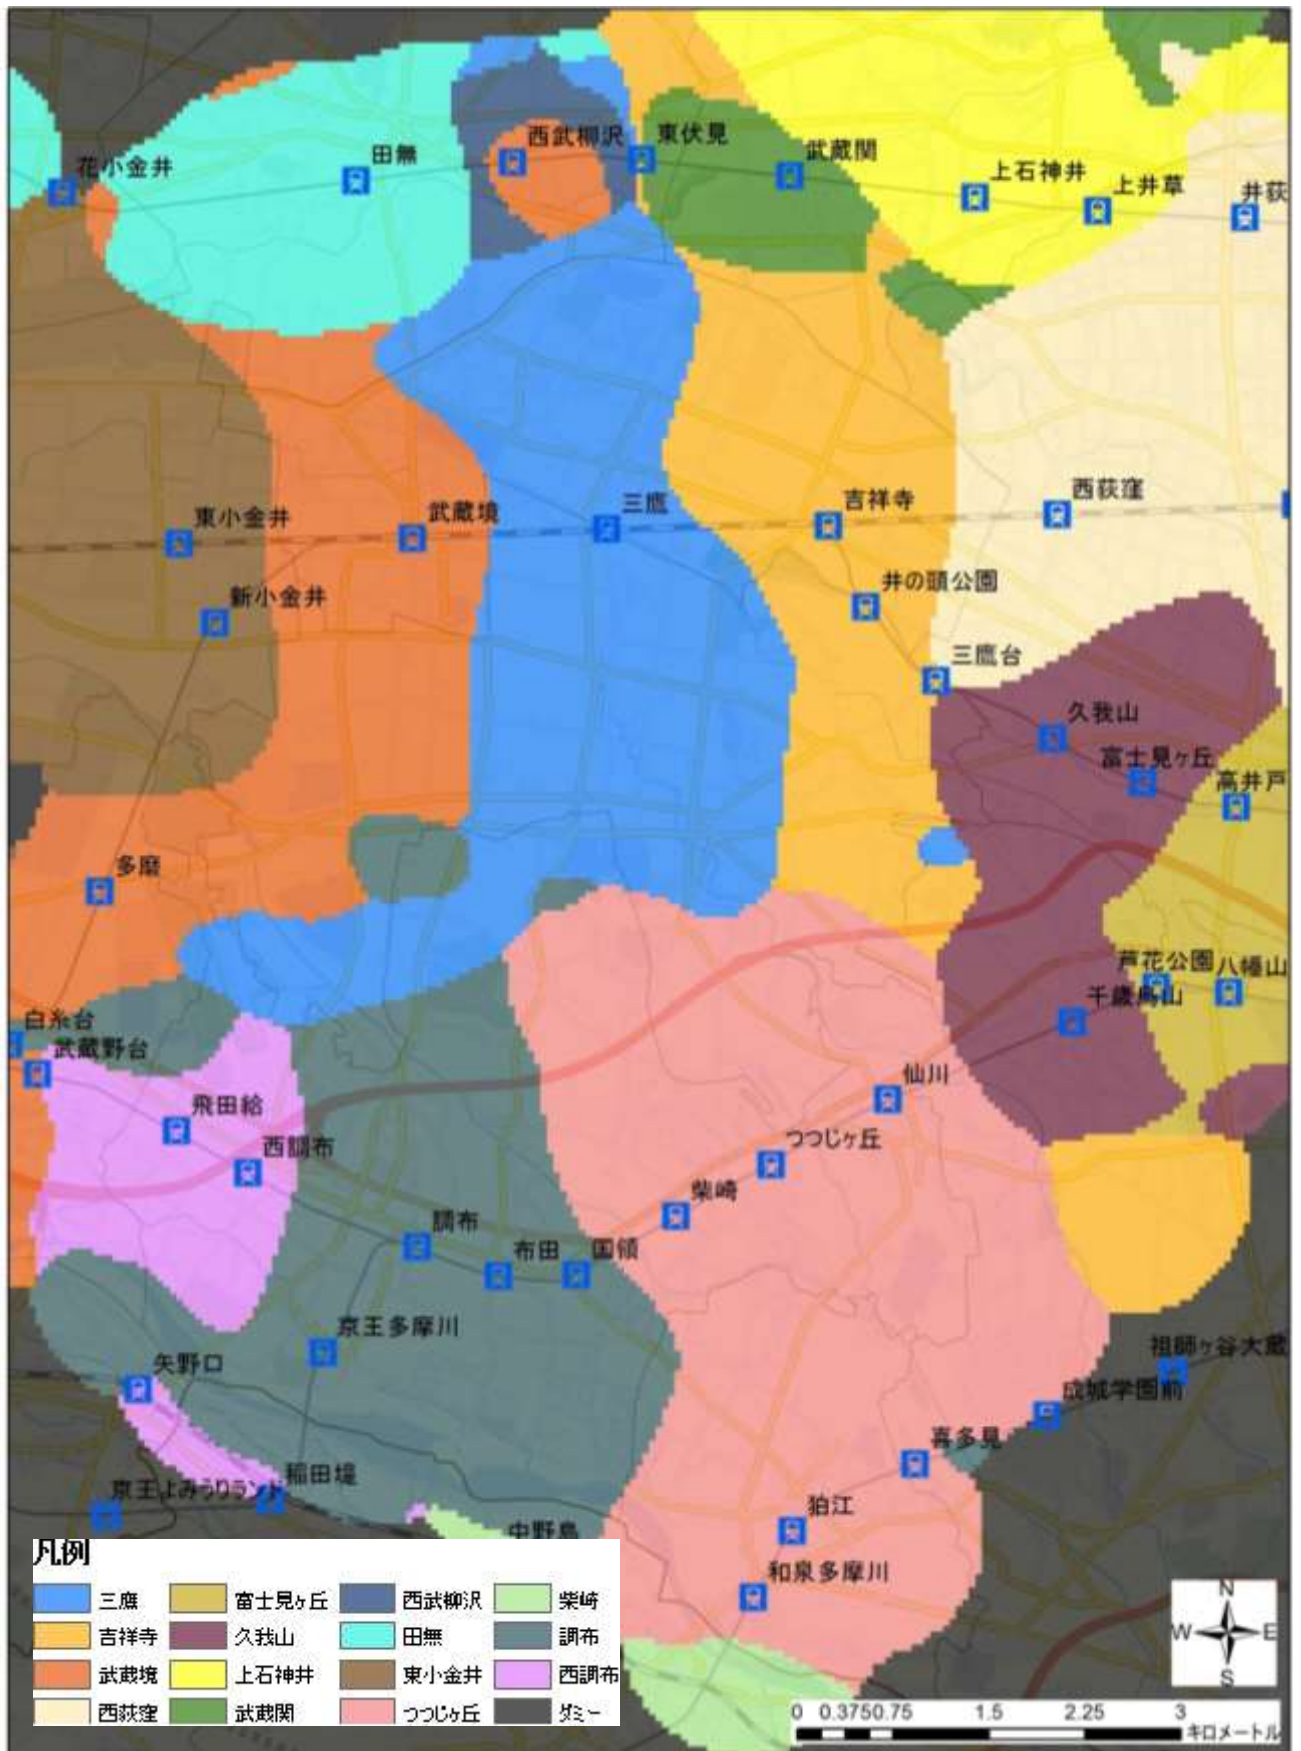 西武柳沢
東伏見
花小金井
田無
武蔵関
上石神井
上井草
井荻
東小金井
武蔵境
三鷹
吉祥寺
西荻窪
新小金井
井の頭公園
三鷹台
久我山
富士見ヶ丘
高井戸
多磨
芦花公園
八幡山
千歳烏山
白糸台
武蔵野台
飛田給
西調布
仙川
つつじヶ丘
柴崎
調布
布田
国領
京王多摩川
矢野口
祖師ヶ谷大蔵
成城学園前
喜多見
京王よみうりランド
稲田堤
狛江
中野島
和泉多摩川
凡例
三鷹 富士見ヶ丘 西武柳沢 柴崎
吉祥寺 久我山 田無 調布
武蔵境 上石神井 東小金井 西調布
西荻窪 武蔵関 つつじヶ丘 ダミー
N
W E
S
0 0.375 0.75 1.5 2.25 3
キロメートル